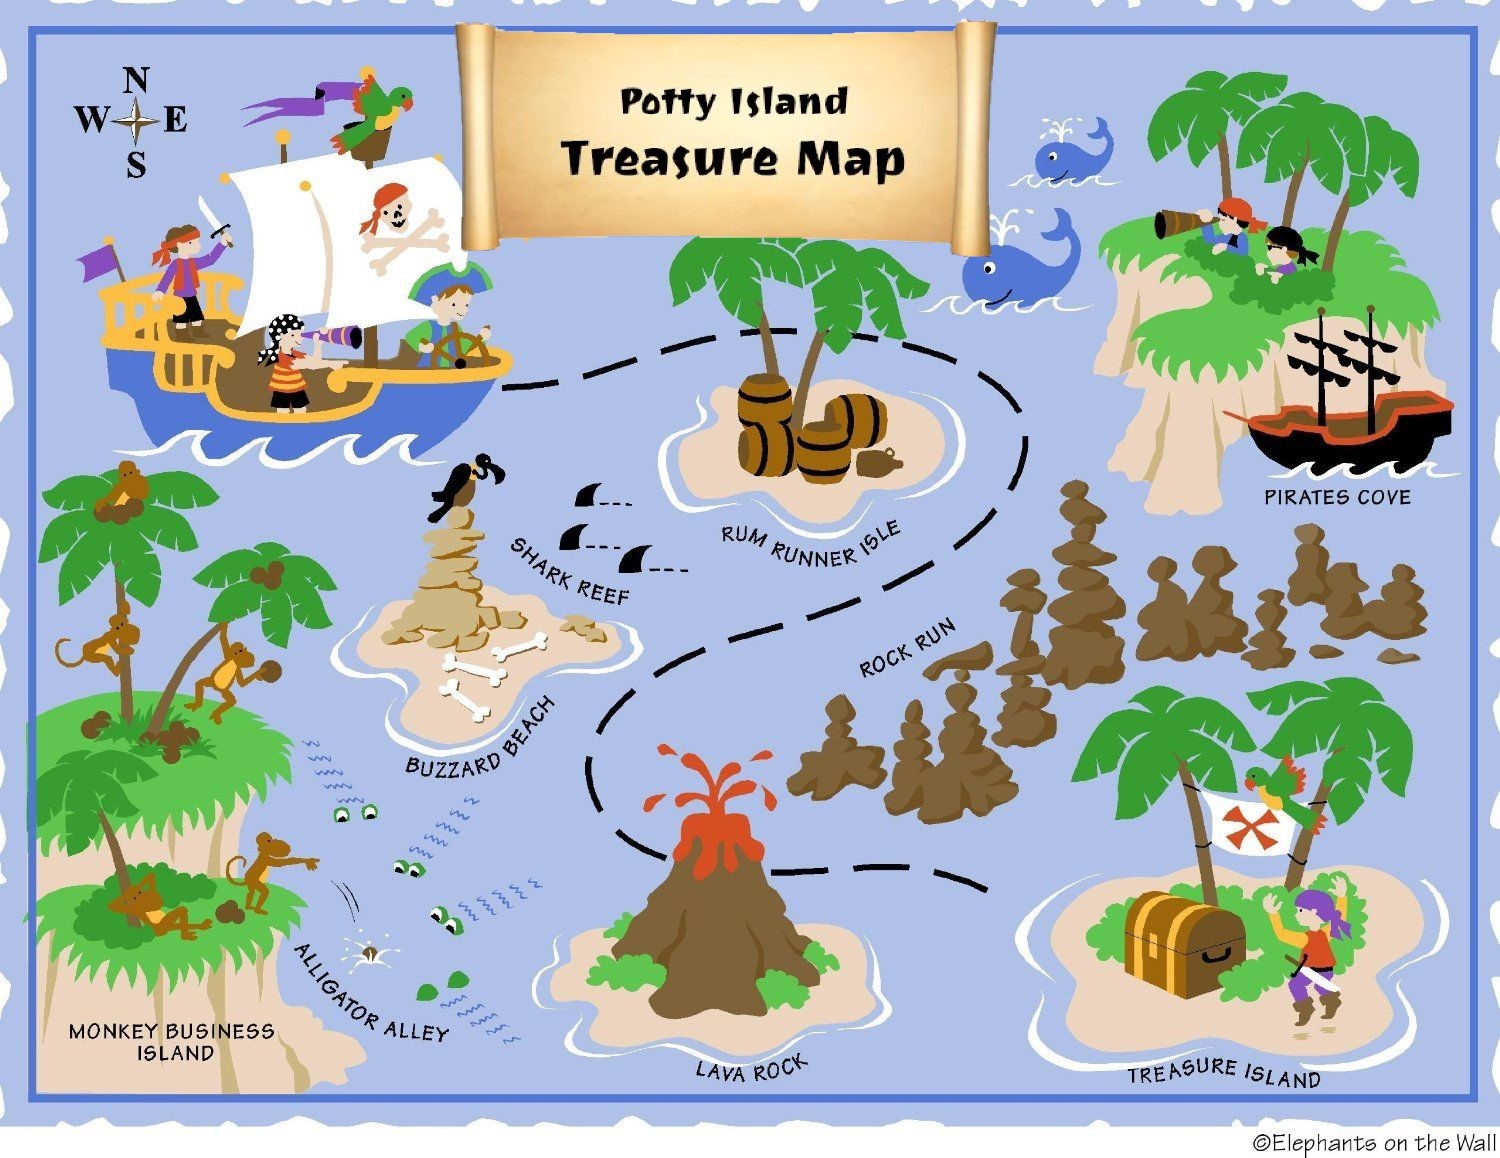 Potty Island
Treasure Map
N
W E
S
PIRATES COVE
RUM RUNNER ISLE
SHARK REEF
ROCK RUN
BUZZARD BEACH
ALLIGATOR ALLEY
MONKEY BUSINESS
ISLAND
LAVA ROCK
TREASURE ISLAND
©Elephants on the Wall